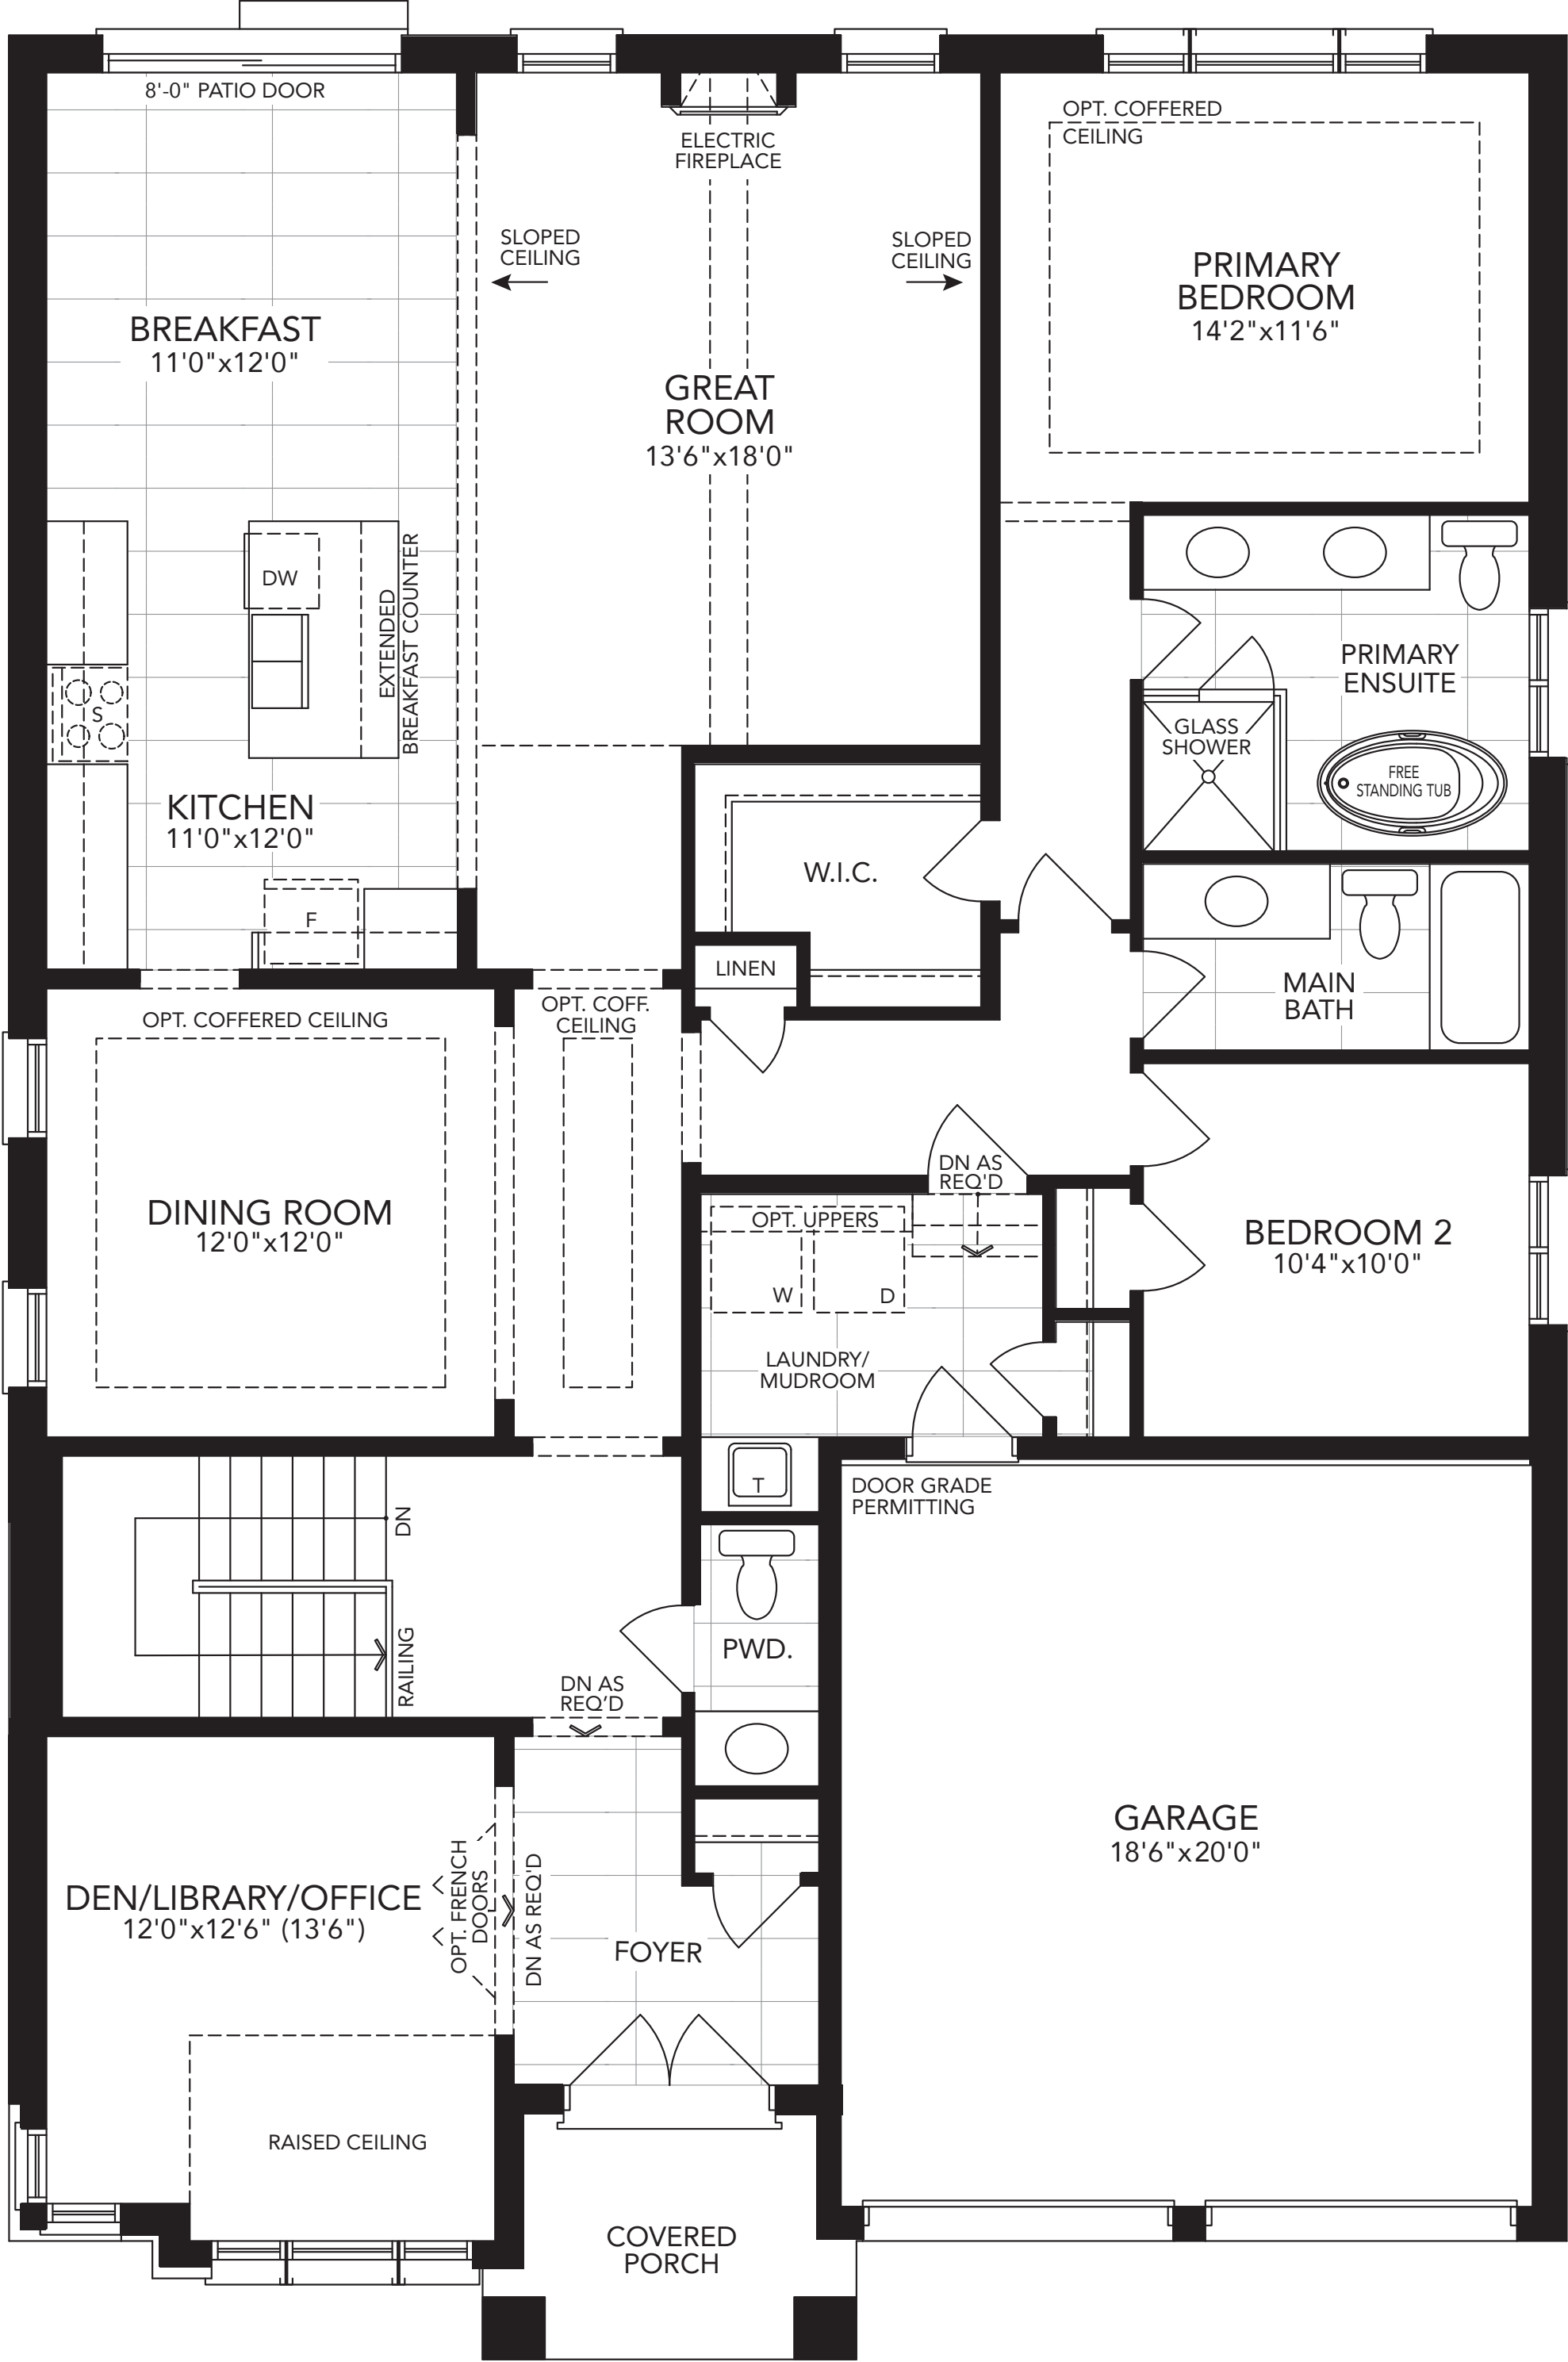 8'-0" PATIO DOOR
OPT. COFFERED
CEILING
ELECTRIC
FIREPLACE
SLOPED
CEILING
SLOPED
CEILING
PRIMARY
BEDROOM
14'2"x11'6"
BREAKFAST
11'0"x12'0"
GREAT
ROOM
13'6"x18'0"
DW
EXTENDED
BREAKFAST COUNTER
S
PRIMARY
ENSUITE
GLASS
SHOWER
FREE
STANDING TUB
KITCHEN
11'0"x12'0"
W.I.C.
F
LINEN
MAIN
BATH
OPT. COFFERED CEILING
OPT. COFF.
CEILING
DN AS
REQ'D
DINING ROOM
12'0"x12'0"
OPT. UPPERS
BEDROOM 2
10'4"x10'0"
W
D
LAUNDRY/
MUDROOM
T
DOOR GRADE
PERMITTING
DN
RAILING
PWD.
DN AS
REQ'D
GARAGE
18'6"x20'0"
DEN/LIBRARY/OFFICE
12'0"x12'6" (13'6")
OPT. FRENCH
DOORS
DN AS REQ'D
FOYER
RAISED CEILING
COVERED
PORCH